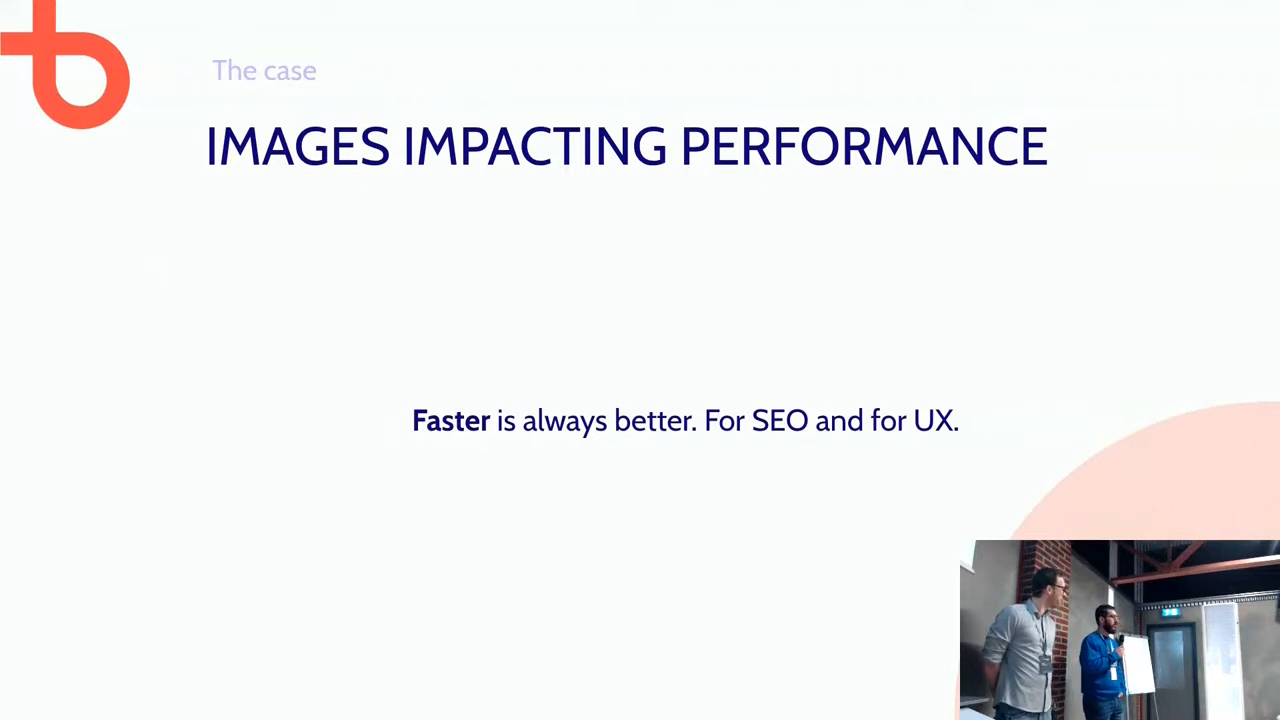 The case
IMAGES IMPACTING PERFORMANCE
Faster is always better. For SEO and for UX.